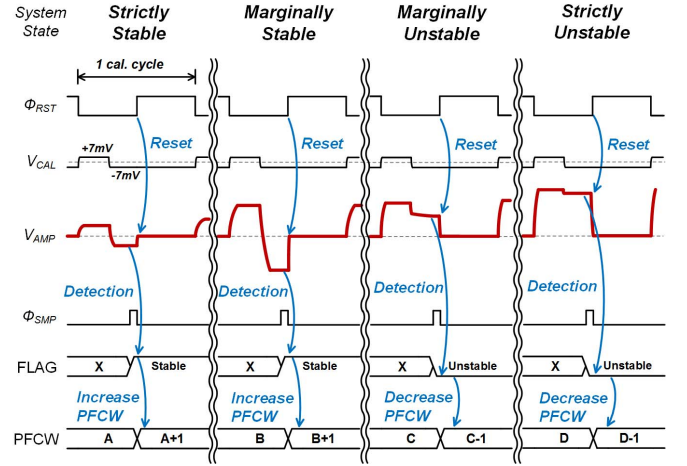 System State
Strictly Stable
Marginally Stable
Marginally Unstable
Strictly Unstable
1 cal. cycle
ΦRST
Reset
Reset
Reset
Reset
VCAL
+7mV
-7mV
VAMP
Detection
Detection
Detection
Detection
ΦSMP
FLAG
X
Stable
X
Stable
X
Unstable
X
Unstable
Increase PFCW
Increase PFCW
Decrease PFCW
Decrease PFCW
PFCW
A
A+1
B
B+1
C
C-1
D
D-1